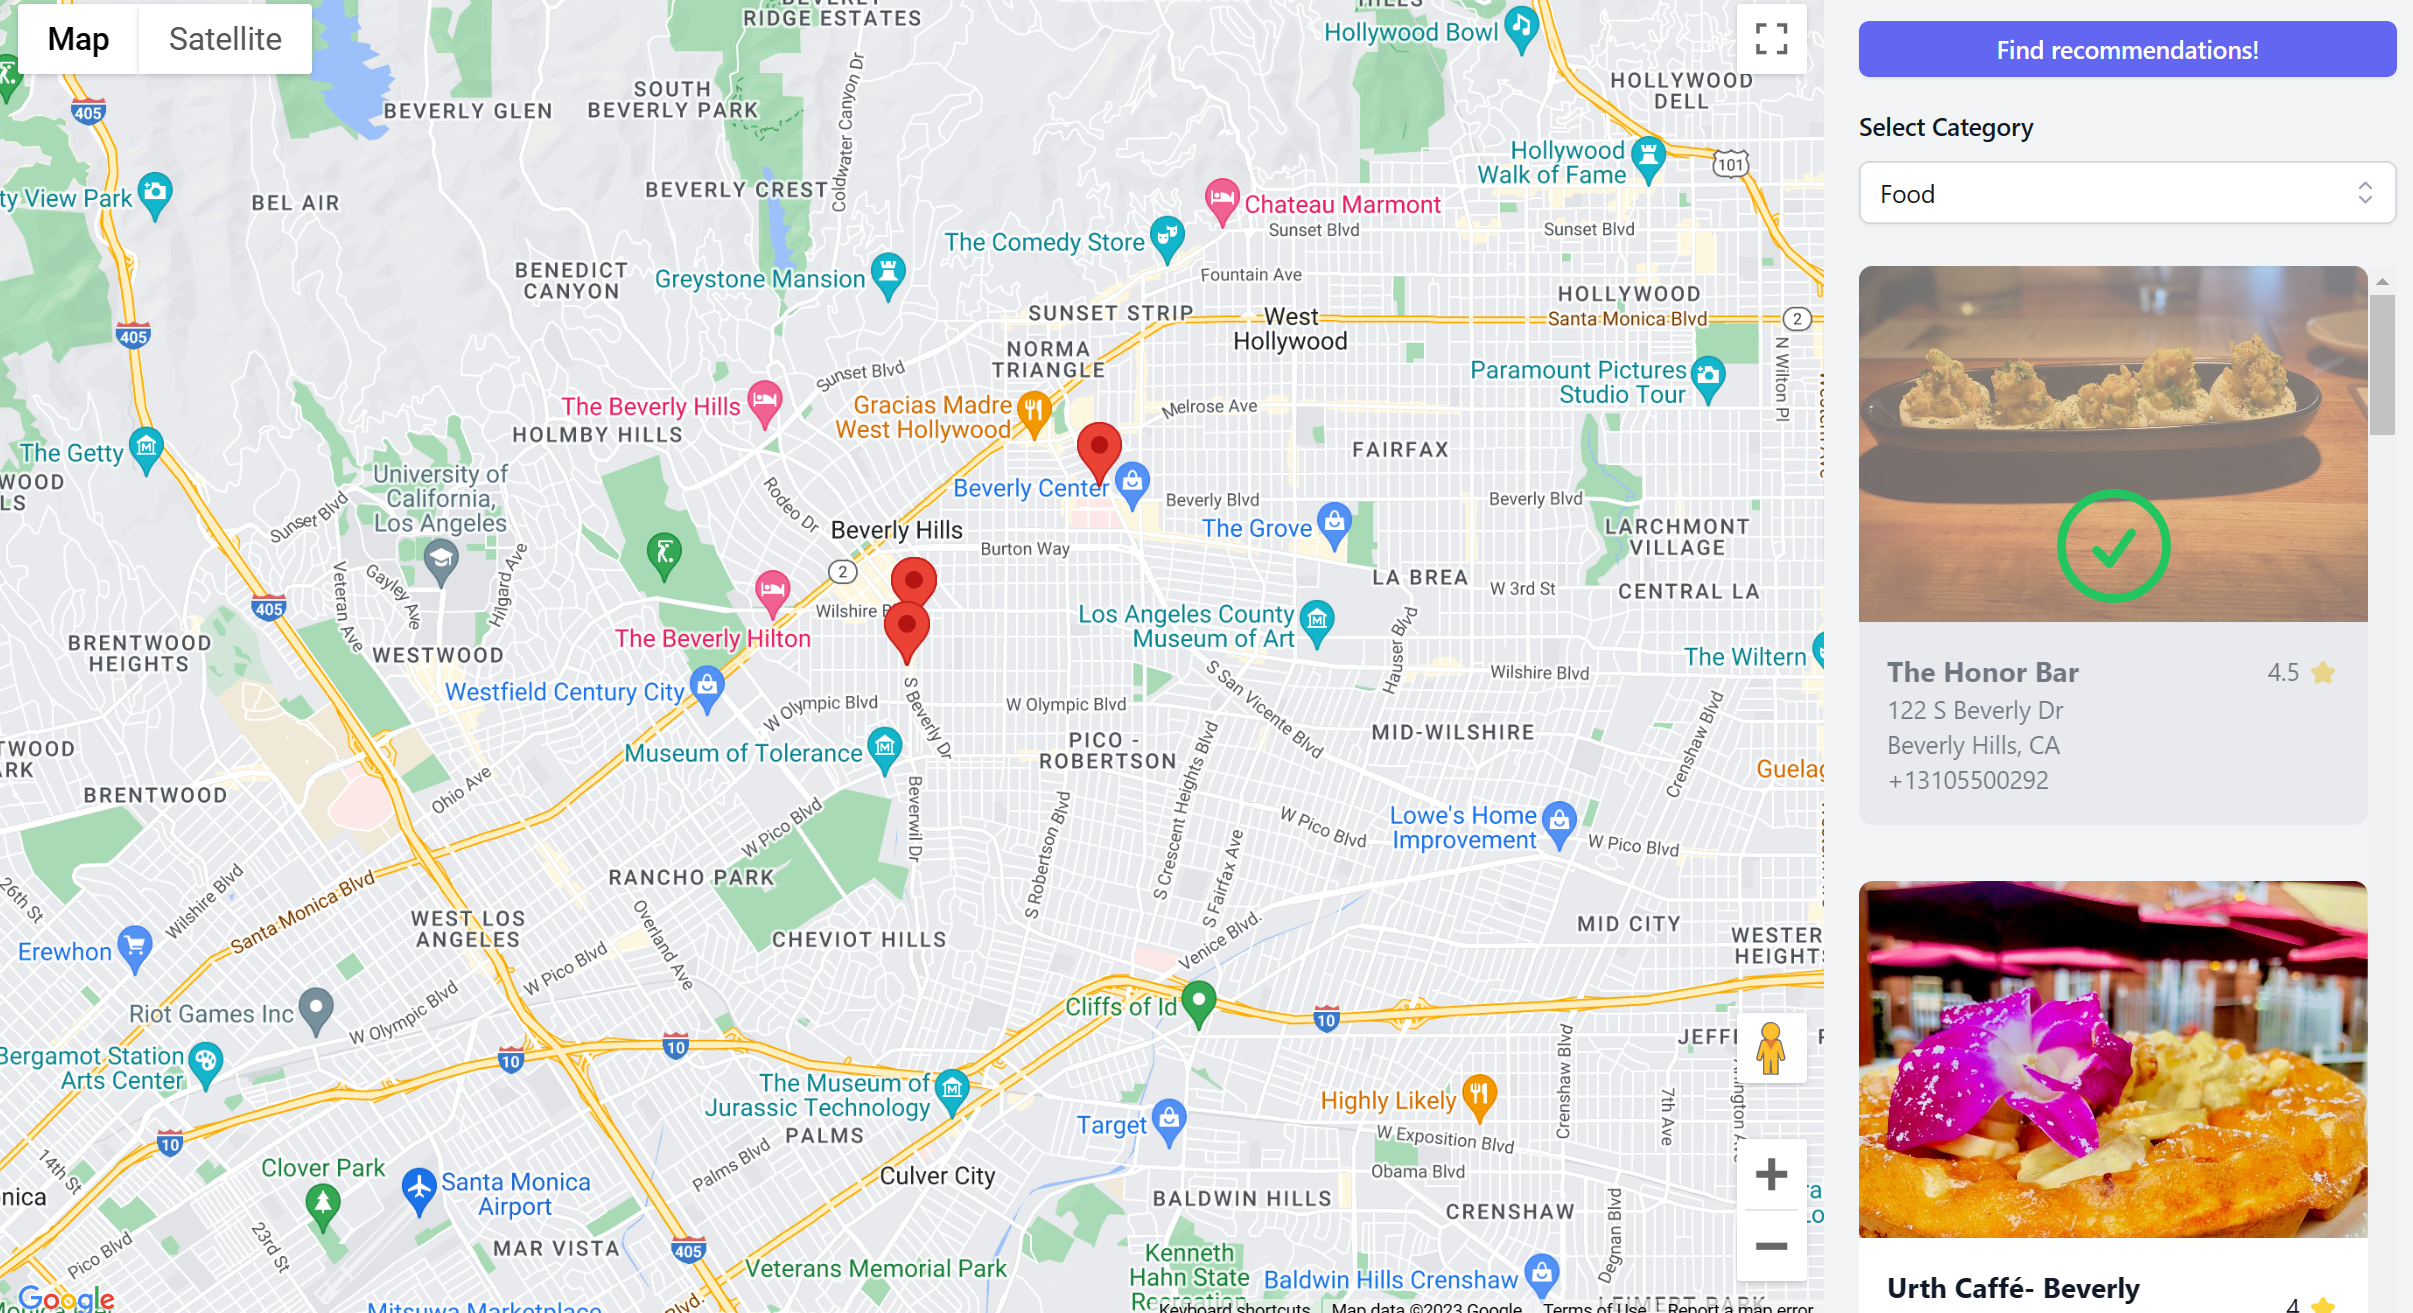 Map
Satellite
BEVERLY
RIDGE ESTATES
HILLS
Hollywood Bowl
HOLLYWOOD
DELL
405
BEVERLY GLEN
SOUTH
BEVERLY PARK
Coldwater Canyon Dr
Hollywood
Walk of Fame
101
ty View Park
BEL AIR
BEVERLY CREST
Chateau Marmont
Sunset Blvd
Sunset Blvd
The Comedy Store
BENEDICT
CANYON
Greystone Mansion
Fountain Ave
405
SUNSET STRIP
West
Hollywood
HOLLYWOOD
Santa Monica Blvd
2
NORMA
TRIANGLE
Sunset Blvd
N Wilton Pl
Paramount Pictures
Studio Tour
The Beverly Hills
HOLMBY HILLS
Gracias Madre
West Hollywood
Melrose Ave
The Getty
FAIRFAX
University of
California,
Los Angeles
WOOD
LS
Sunset Blvd
Rodeo Dr
Beverly Center
Beverly Blvd
Beverly Blvd
The Grove
LARCHMONT
VILLAGE
Beverly Hills
Burton Way
2
Veteran Ave
Gayley Ave
Hilgard Ave
LA BREA
W 3rd St
CENTRAL LA
405
Wilshire B
Los Angeles County
Museum of Art
Hauser Blvd
BRENTWOOD
HEIGHTS
WESTWOOD
The Beverly Hilton
The Wiltern
Westfield Century City
S Beverly Dr
S San Vicente Blvd
Wilshire Blvd
W Olympic Blvd
W Olympic Blvd
Crenshaw Blvd
TWOOD
ARK
Museum of Tolerance
PICO -
ROBERTSON
MID-WILSHIRE
Guelag
BRENTWOOD
Ohio Ave
Beverwil Dr
S Robertson Blvd
S Crescent Heights Blvd
S Fairfax Ave
W Pico Blvd
W Pico Blvd
Lowe's Home
Improvement
W Pico Blvd
26th St
Wilshire Blvd
Santa Monica Blvd
RANCHO PARK
WEST LOS
ANGELES
Overland Ave
CHEVIOT HILLS
Venice Blvd.
MID CITY
WESTER
HEIGHTS
Erewhon
W Pico Blvd
Riot Games Inc
W Olympic Blvd
Cliffs of Id
10
10
10
JEFF
Bergamot Station
Arts Center
The Museum of
Jurassic Technology
Crenshaw Blvd
7th Ave
Highly Likely
Target
W Exposition Blvd
10
PALMS
Palms Blvd
14th St
Clover Park
Santa Monica
Airport
Culver City
Obama Blvd
nica
BALDWIN HILLS
CRENSHAW
Degnan Blvd
23rd St
Pico Blvd
MAR VISTA
405
Veterans Memorial Park
Kenneth
Hahn State
Recreation
Baldwin Hills Crenshaw
LEIMERT PARK
Google
Mitsuwa Marketplace
Blvd.
Keyboard shortcuts
Map data ©2023 Google
Terms of Use
Report a map error
Find recommendations!
Select Category
Food
The Honor Bar
4.5
122 S Beverly Dr
Beverly Hills, CA
+13105500292
Urth Caffé- Beverly
4